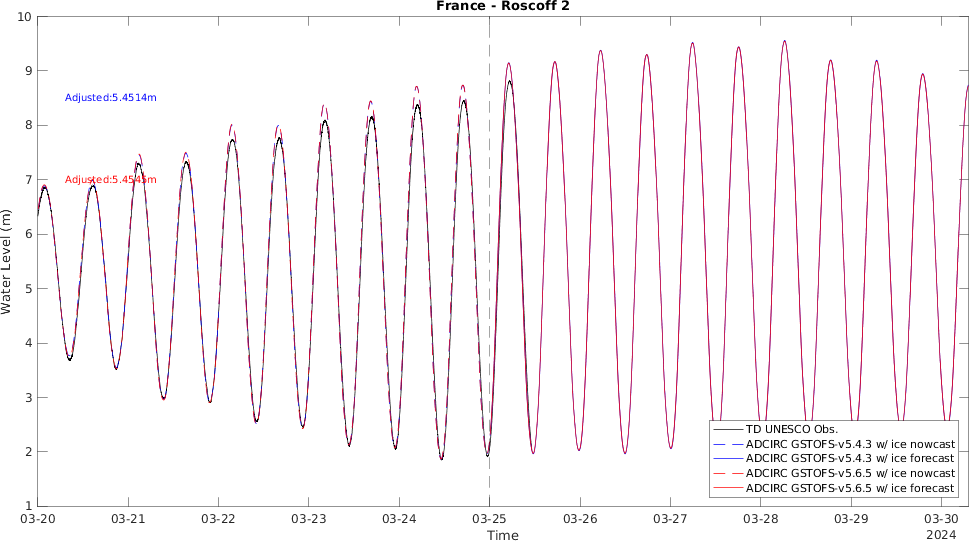 France - Roscoff 2
10
9
8
7
6
5
4
3
2
1
Water Level (m)
Adjusted:5.4514m
Adjusted:5.4545m
TD UNESCO Obs.
ADCIRC GSTOFS-v5.4.3 w/ ice nowcast
ADCIRC GSTOFS-v5.4.3 w/ ice forecast
ADCIRC GSTOFS-v5.6.5 w/ ice nowcast
ADCIRC GSTOFS-v5.6.5 w/ ice forecast
03-20 03-21 03-22 03-23 03-24 03-25 03-26 03-27 03-28 03-29 03-30
Time
2024